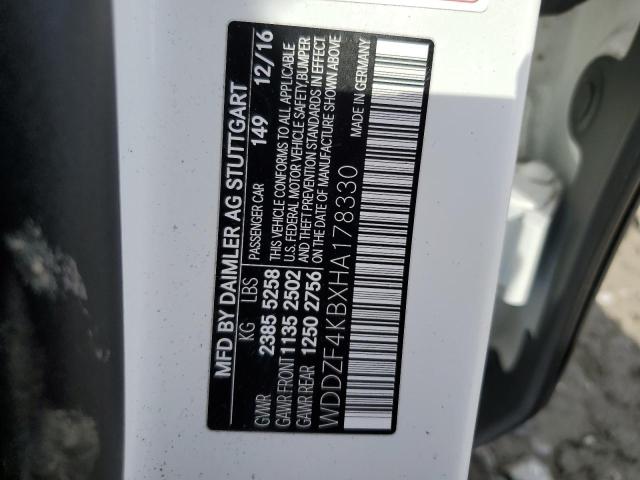 MFD BY DAIMLER AG STUTTGART
KG LBS PASSENGER CAR 149 12/16
GVWR 2385 5258 THIS VEHICLE CONFORMS TO ALL APPLICABLE
U.S. FEDERAL MOTOR VEHICLE SAFETY, BUMPER
GAWR FRONT 1135 2502 AND THEFT PREVENTION STANDARDS IN EFFECT
GAWR REAR 1250 2756 ON THE DATE OF MANUFACTURE SHOWN ABOVE
WDDZF4KBXHA178330 MADE IN GERMANY